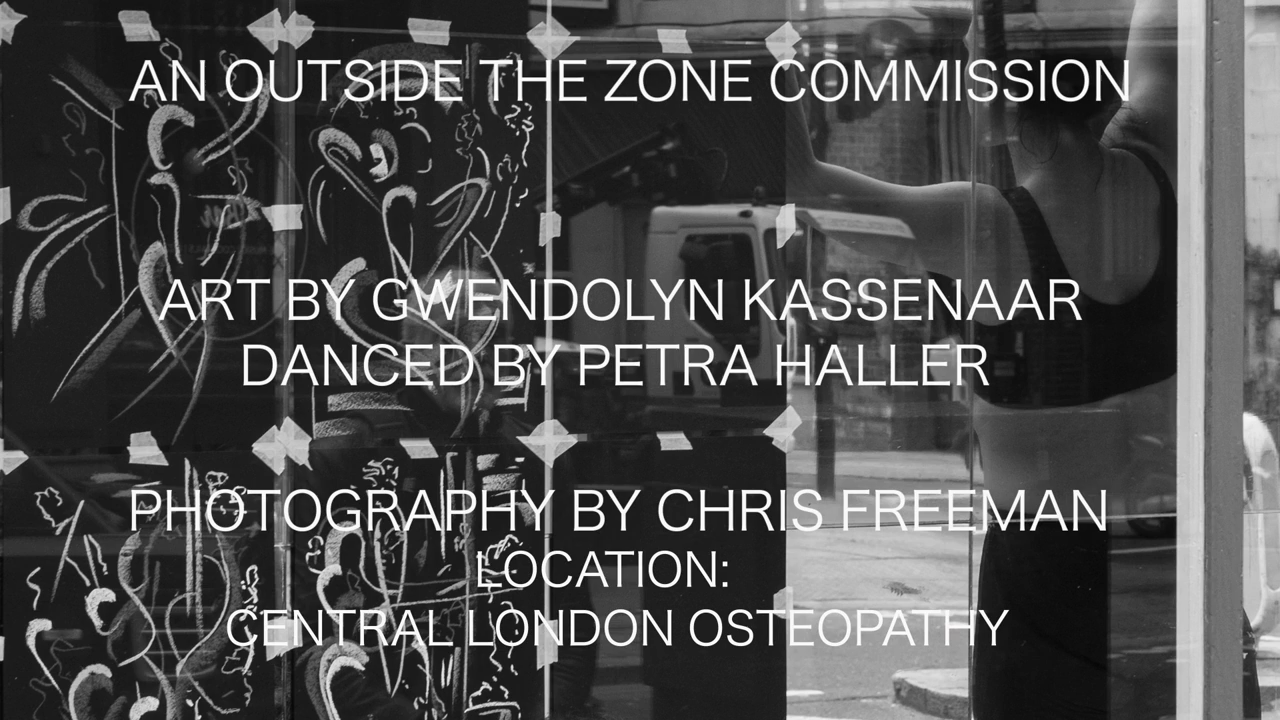 AN OUTSIDE THE ZONE COMMISSION
ART BY GWENDOLYN KASSENAAR
DANCED BY PETRA HALLER
PHOTOGRAPHY BY CHRIS FREEMAN
LOCATION:
CENTRAL LONDON OSTEOPATHY